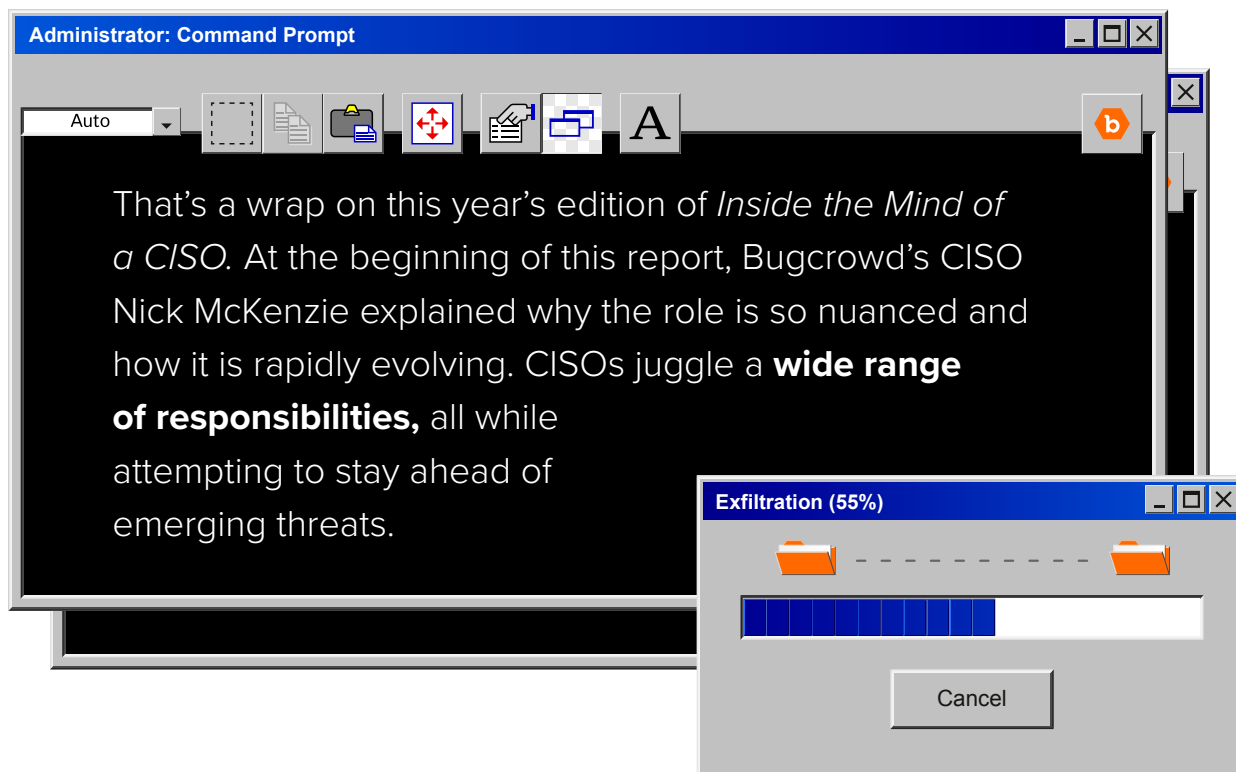 Administrator: Command Prompt
Auto
A
b
That’s a wrap on this year’s edition of Inside the Mind of
a CISO. At the beginning of this report, Bugcrowd’s CISO
Nick McKenzie explained why the role is so nuanced and
how it is rapidly evolving. CISOs juggle a wide range
of responsibilities, all while
attempting to stay ahead of
emerging threats.
Exfiltration (55%)
Cancel